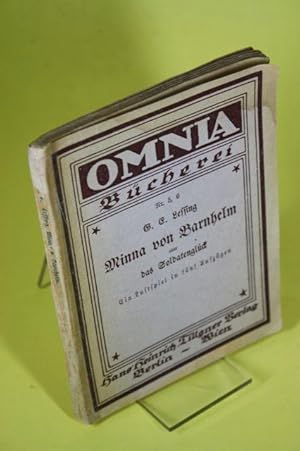 OMNIA
Bücherei
Nr. 5, 6
G. E. Lessing
Minna von Barnhelm
oder
das Soldatenglück
Ein Lustspiel in fünf Aufzügen
Hans Heinrich Tillgner Verlag
Berlin – Wien